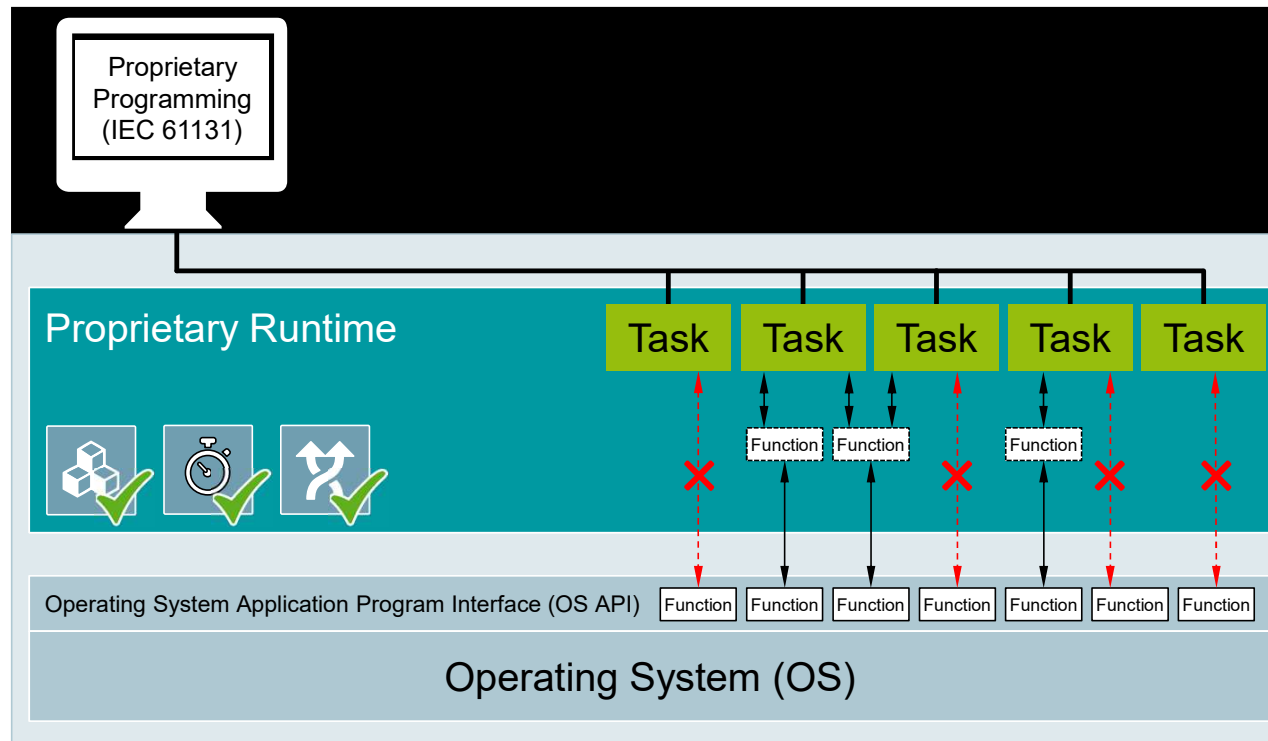 Proprietary
Programming
(IEC 61131)
Proprietary Runtime
Task
Task
Task
Task
Task
Function
Function
Function
Operating System Application Program Interface (OS API)
Function
Function
Function
Function
Function
Function
Function
Operating System (OS)